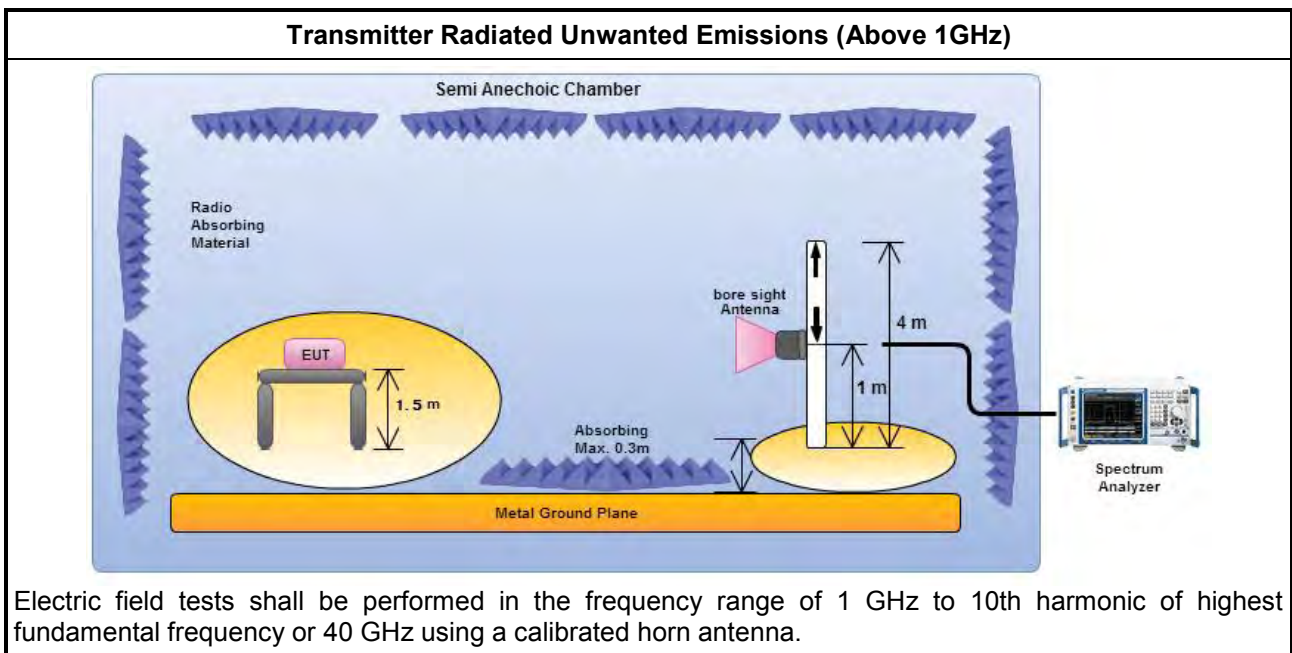 Transmitter Radiated Unwanted Emissions (Above 1GHz)
Semi Anechoic Chamber
Radio
Absorbing
Material
bore sight
Antenna
4 m
EUT
1 m
1.5 m
Absorbing
Max. 0.3m
Spectrum
Analyzer
Metal Ground Plane
Electric field tests shall be performed in the frequency range of 1 GHz to 10th harmonic of highest
fundamental frequency or 40 GHz using a calibrated horn antenna.